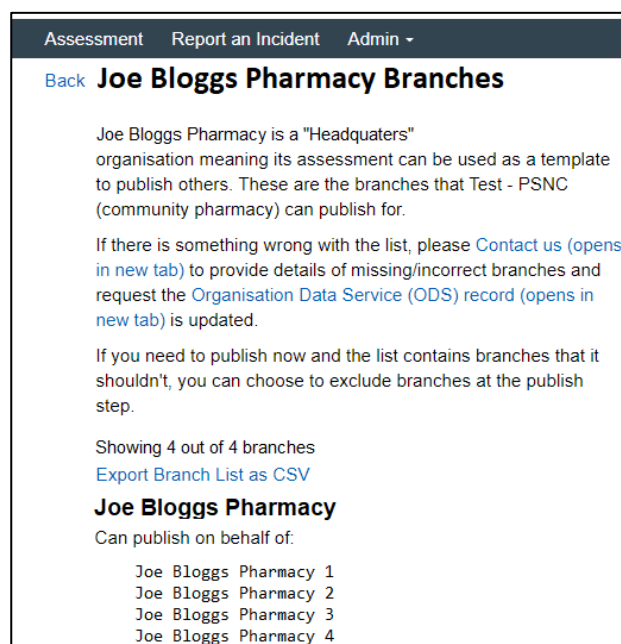 Assessment Report an Incident Admin
Back Joe Bloggs Pharmacy Branches
Joe Bloggs Pharmacy is a "Headquaters"
organisation meaning its assessment can be used as a template
to publish others. These are the branches that Test - PSNC
(community pharmacy) can publish for.
If there is something wrong with the list, please Contact us (opens
in new tab) to provide details of missing/incorrect branches and
request the Organisation Data Service (ODS) record (opens in
new tab) is updated.
If you need to publish now and the list contains branches that it
shouldn't, you can choose to exclude branches at the publish
step.
Showing 4 out of 4 branches
Export Branch List as CSV
Joe Bloggs Pharmacy
Can publish on behalf of:
Joe Bloggs Pharmacy 1
Joe Bloggs Pharmacy 2
Joe Bloggs Pharmacy 3
Joe Bloggs Pharmacy 4